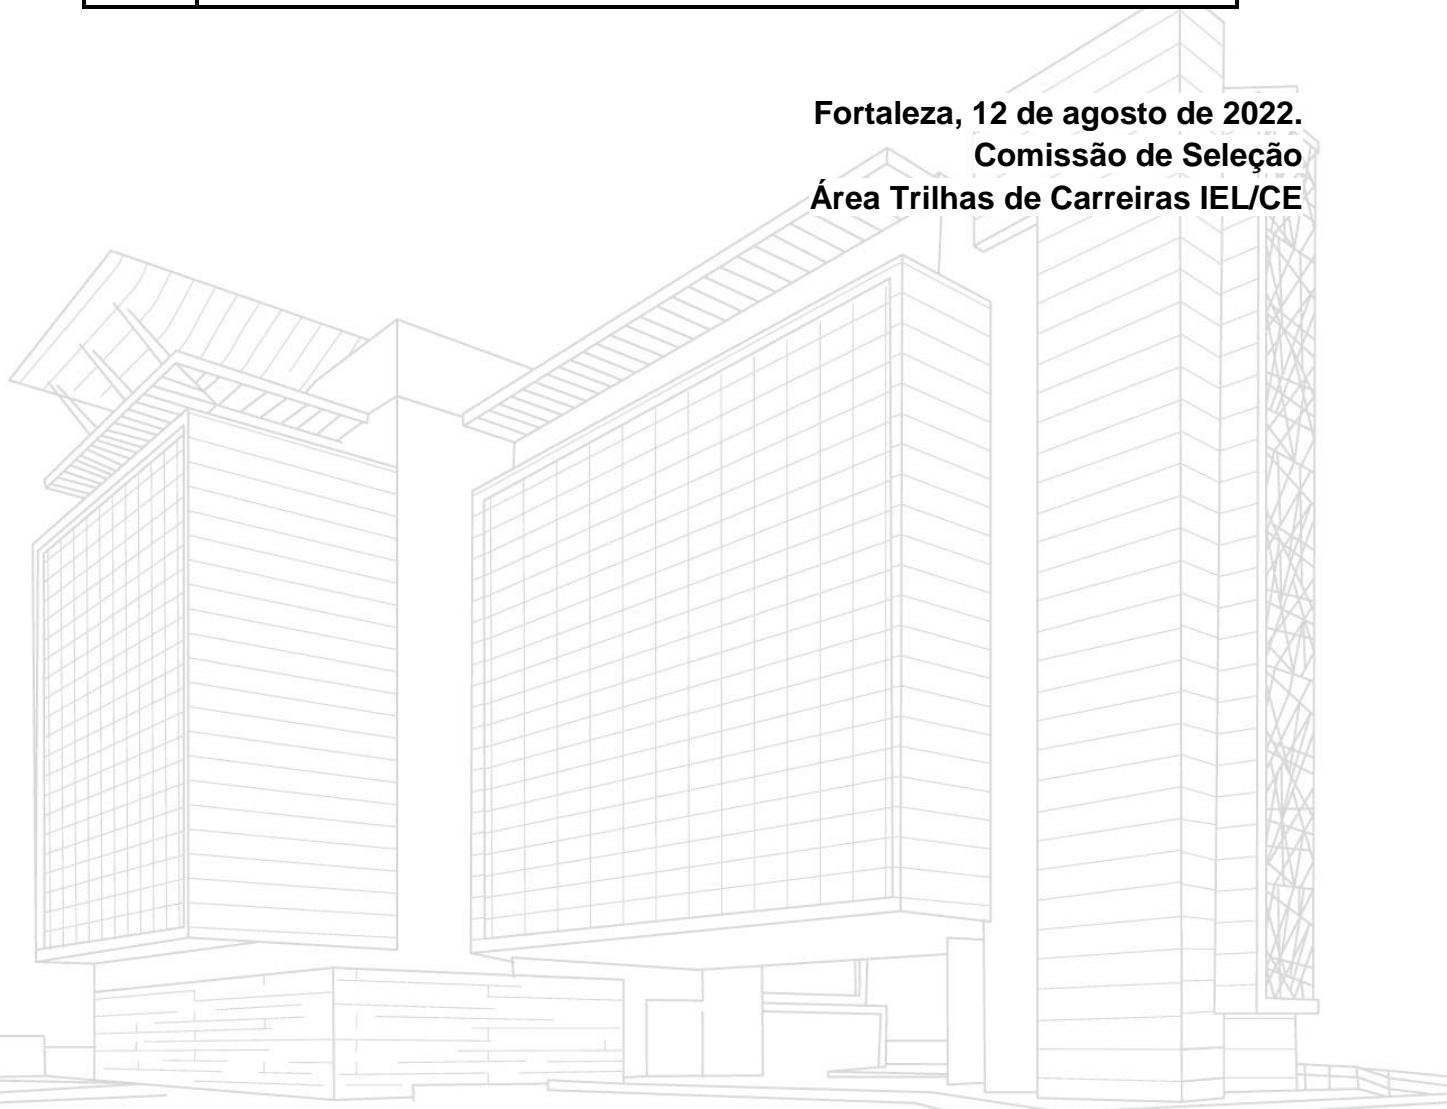 Fortaleza, 12 de agosto de 2022.
Comissão de Seleção
Área Trilhas de Carreiras IEL/CE